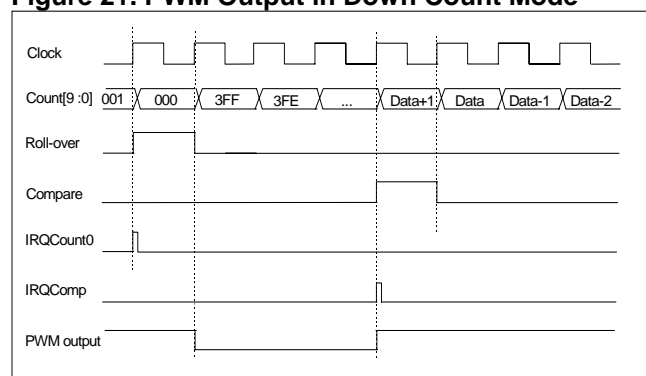 Figure 21. PWM Output in Down Count Mode
Clock
Count[9 :0] 001 000 3FF 3FE ... Data+1 Data Data-1 Data-2
Roll-over
Compare
IRQCount0
IRQComp
PWM output